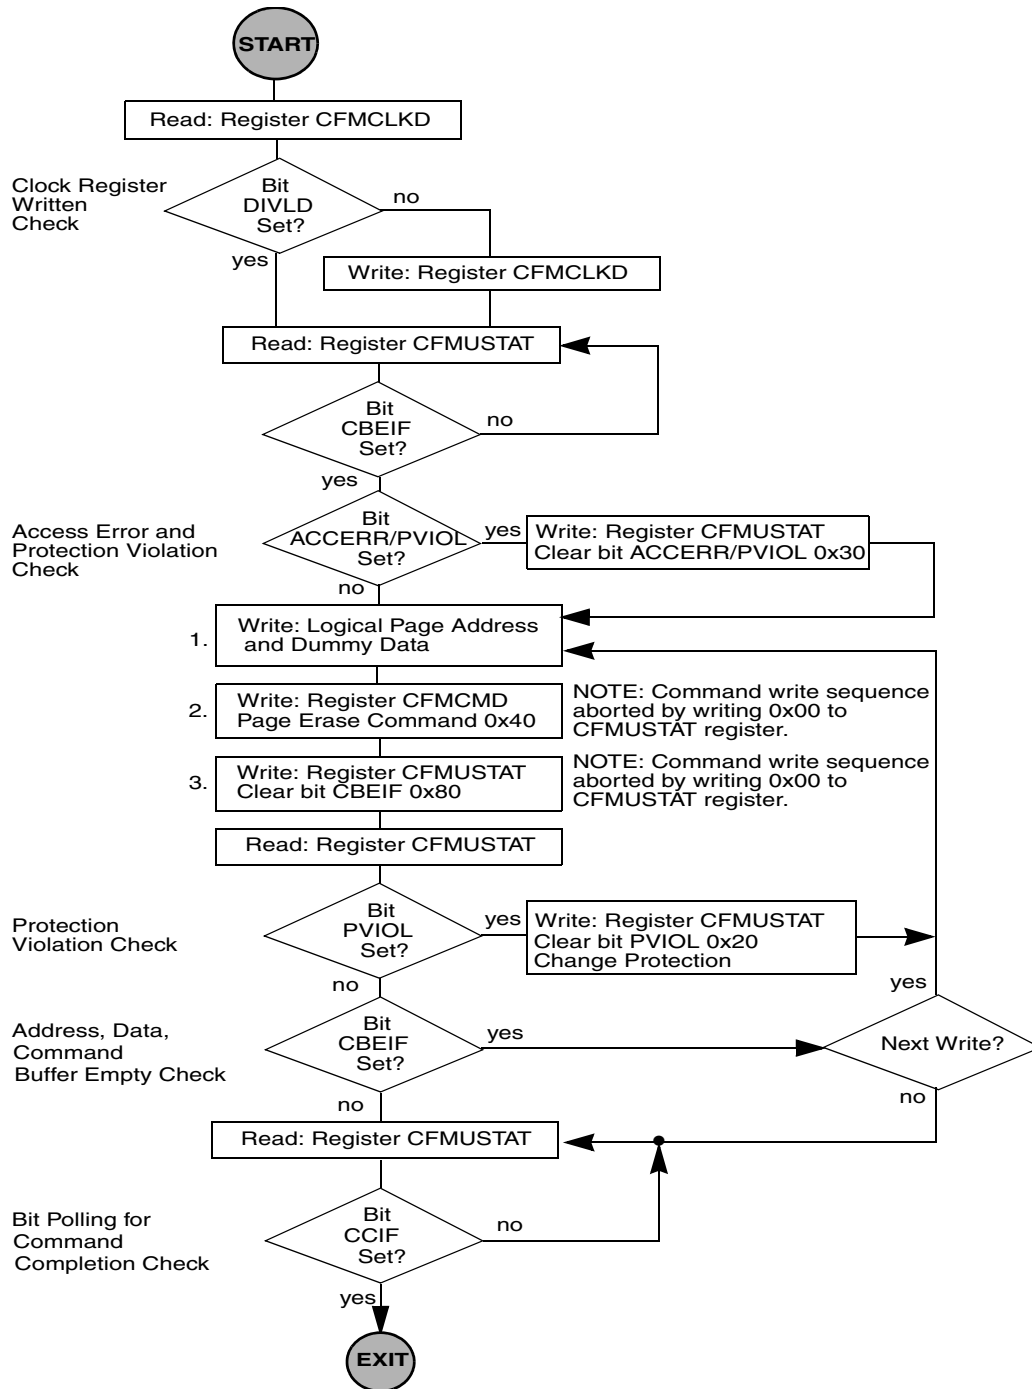 START
Read: Register CFMCLKD
Clock Register
Written
Check
Bit
DIVLD
Set?
no
yes
Write: Register CFMCLKD
Read: Register CFMUSTAT
Bit
CBEIF
Set?
no
yes
Access Error and
Protection Violation
Check
Bit
ACCERR/PVIOL
Set?
yes
Write: Register CFMUSTAT
Clear bit ACCERR/PVIOL 0x30
no
1.
Write: Logical Page Address
and Dummy Data
2.
Write: Register CFMCMD
Page Erase Command 0x40
NOTE: Command write sequence
aborted by writing 0x00 to
CFMUSTAT register.
3.
Write: Register CFMUSTAT
Clear bit CBEIF 0x80
NOTE: Command write sequence
aborted by writing 0x00 to
CFMUSTAT register.
Read: Register CFMUSTAT
Protection
Violation Check
Bit
PVIOL
Set?
yes
Write: Register CFMUSTAT
Clear bit PVIOL 0x20
Change Protection
no
yes
Address, Data,
Command
Buffer Empty Check
Bit
CBEIF
Set?
yes
Next Write?
no
no
Read: Register CFMUSTAT
Bit Polling for
Command
Completion Check
Bit
CCIF
Set?
no
yes
EXIT